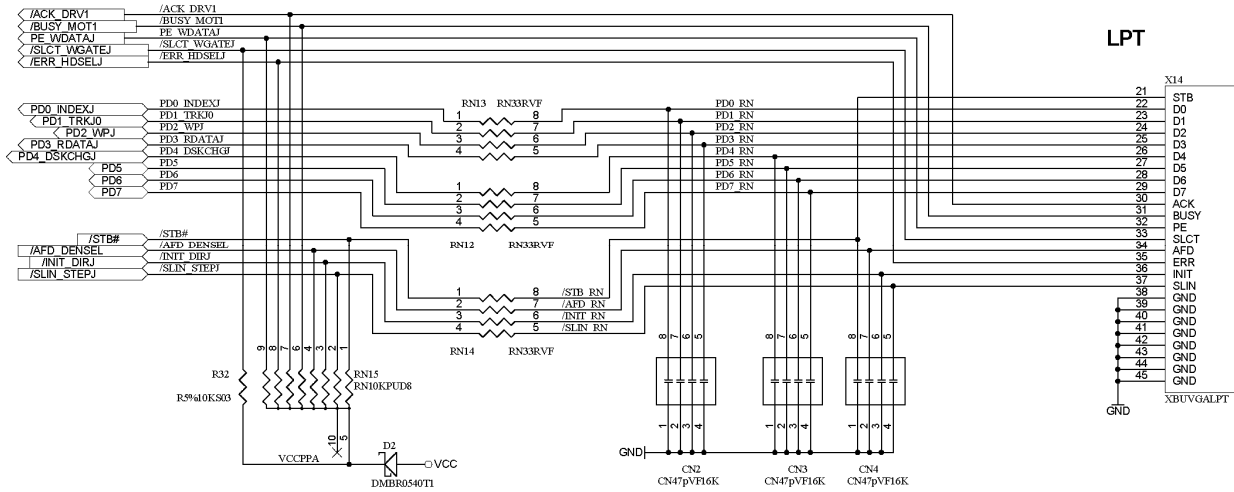 /ACK_DRV1
/BUSY_MOT1
PE_WDATAJ
/SLCT_WGATEJ
/ERR_HDSELJ
/ACK_DRV1
/BUSY_MOT1
PE_WDATAJ
/SLCT_WGATEJ
/ERR_HDSELJ
LPT
PD0_INDEXJ
PD1_TRKJ0
PD2_WPJ
PD3_RDATAJ
PD4_DSKCHGJ
PD5
PD6
PD7
PD0_INDEXJ
PD1_TRKJ0
PD2_WPJ
PD3_RDATAJ
PD4_DSKCHGJ
PD5
PD6
PD7
RN13 RN33RVF
1 8
2 7
3 6
4 5
1 8
2 7
3 6
4 5
RN12 RN33RVF
PD0_RN
PD1_RN
PD2_RN
PD3_RN
PD4_RN
PD5_RN
PD6_RN
PD7_RN
/STB#
/AFD_DENSEL
/INIT_DIRJ
/SLIN_STEPJ
/STB#
/AFD_DENSEL
/INIT_DIRJ
/SLIN_STEPJ
1 8 /STB_RN
2 7 /AFD_RN
3 6 /INIT_RN
4 5 /SLIN_RN
RN14 RN33RVF
R32
R5%10KS03
9 8 7 6 4 3 2 1
RN15
RN10KPUD8
10 5
VCCPPA
D2
VCC
DMBR0540T1
8 7 6 5
8 7 6 5
8 7 6 5
1 2 3 4
1 2 3 4
1 2 3 4
GND
CN2
CN47pVF16K
CN3
CN47pVF16K
CN4
CN47pVF16K
X14
21 STB
22 D0
23 D1
24 D2
25 D3
26 D4
27 D5
28 D6
29 D7
30 ACK
31 BUSY
32 PE
33 SLCT
34 AFD
35 ERR
36 INIT
37 SLIN
38 GND
39 GND
40 GND
41 GND
42 GND
43 GND
44 GND
45 GND
XBUVGALPT
GND